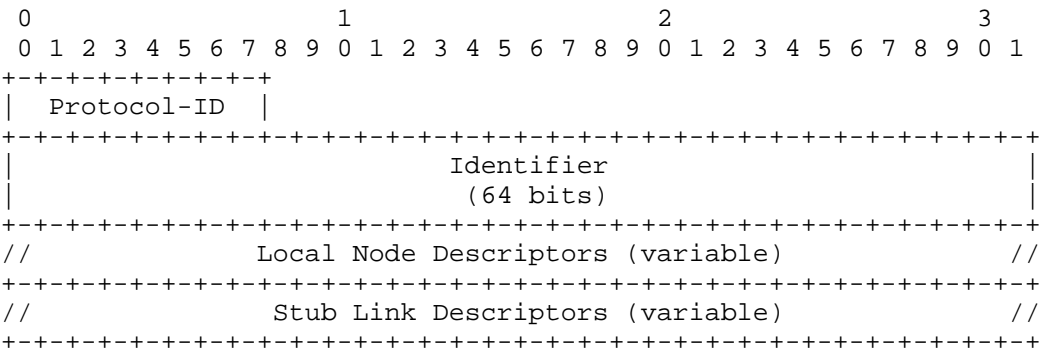 0                   1                   2                   3
 0 1 2 3 4 5 6 7 8 9 0 1 2 3 4 5 6 7 8 9 0 1 2 3 4 5 6 7 8 9 0 1
+-+-+-+-+-+-+-+-+
|  Protocol-ID  |
+-+-+-+-+-+-+-+-+-+-+-+-+-+-+-+-+-+-+-+-+-+-+-+-+-+-+-+-+-+-+-+-+
|                           Identifier                          |
|                            (64 bits)                          |
+-+-+-+-+-+-+-+-+-+-+-+-+-+-+-+-+-+-+-+-+-+-+-+-+-+-+-+-+-+-+-+-+
//              Local Node Descriptors (variable)              //
+-+-+-+-+-+-+-+-+-+-+-+-+-+-+-+-+-+-+-+-+-+-+-+-+-+-+-+-+-+-+-+-+
//               Stub Link Descriptors (variable)              //
+-+-+-+-+-+-+-+-+-+-+-+-+-+-+-+-+-+-+-+-+-+-+-+-+-+-+-+-+-+-+-+-+